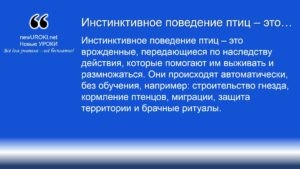 Инстинктивное поведение птиц – это…
newUROKI.net
Новые УРОКИ
Всё для учителя – всё бесплатно!
Инстинктивное поведение птиц – это
врожденные, передающиеся по наследству
действия, которые помогают им выживать и
размножаться. Они происходят автоматически,
без обучения, например: строительство гнезда,
кормление птенцов, миграции, защита
территории и брачные ритуалы.